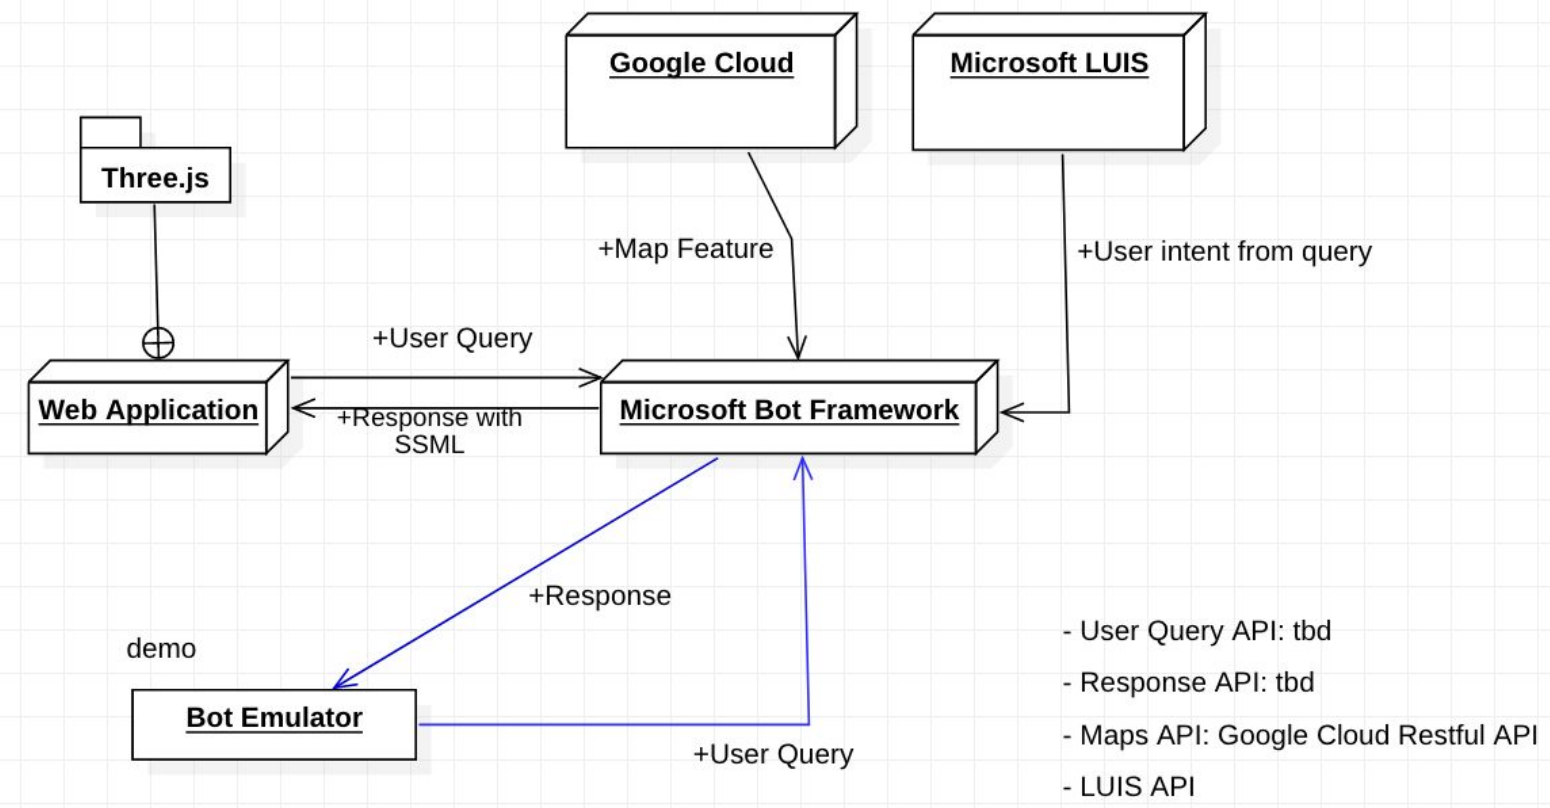 Google Cloud
Microsoft LUIS
Three.js
+Map Feature
+User intent from query
+User Query
Web Application
+Response with
SSML
Microsoft Bot Framework
+Response
demo
Bot Emulator
+User Query
- User Query API: tbd
- Response API: tbd
- Maps API: Google Cloud Restful API
- LUIS API